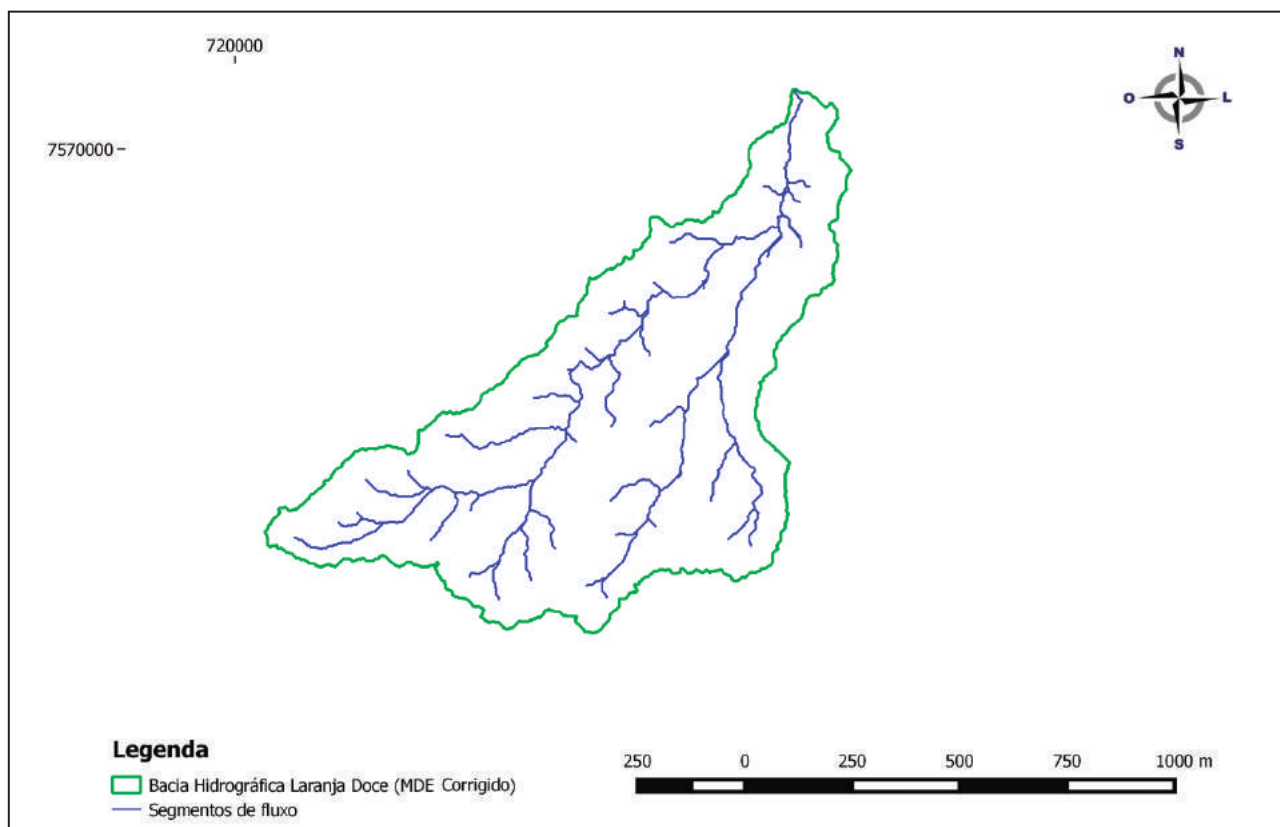 720000
N
O
L
S
7570000
Legenda
Bacia Hidrográfica Laranja Doce (MDE Corrigido)
Segmentos de fluxo
250 0 250 500 750 1000 m